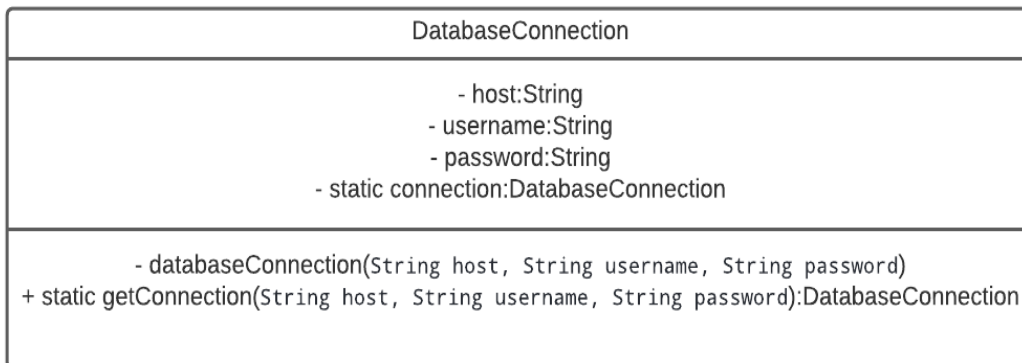 DatabaseConnection
- host:String
- username:String
- password:String
- static connection:DatabaseConnection
- databaseConnection(String host, String username, String password)
+ static getConnection(String host, String username, String password):DatabaseConnection